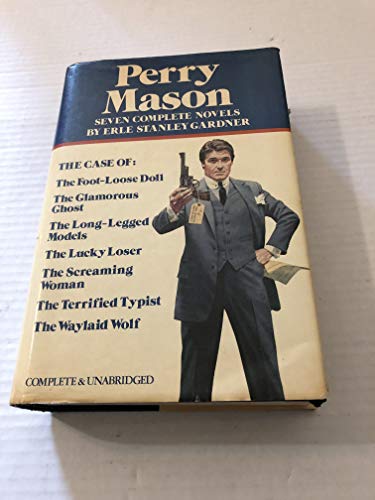 Perry
Mason
SEVEN COMPLETE NOVELS
BY ERLE STANLEY GARDNER
THE CASE OF:
The Foot-Loose Doll
The Glamorous
Ghost
The Long-Legged
Models
The Lucky Loser
The Screaming
Woman
The Terrified Typist
The Waylaid Wolf
COMPLETE & UNABRIDGED